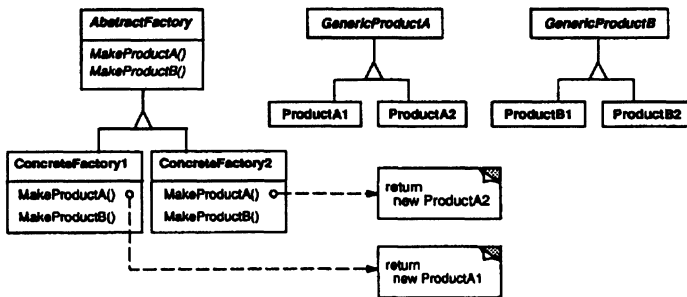 AbstractFactory
MakeProductA()
MakeProductB()
GenericProductA
GenericProductB
ProductA1
ProductA2
ProductB1
ProductB2
ConcreteFactory1
MakeProductA()
MakeProductB()
ConcreteFactory2
MakeProductA()
MakeProductB()
return
new ProductA2
return
new ProductA1